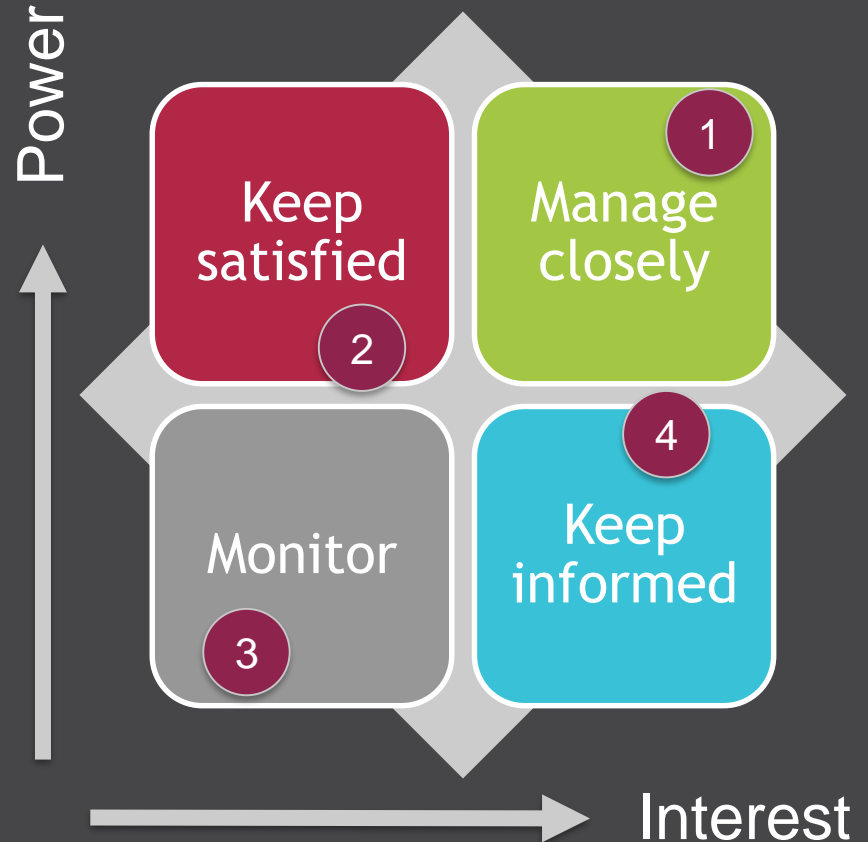 Power
Keep
satisfied
2
Manage
closely
1
Monitor
3
Keep
informed
4
Interest